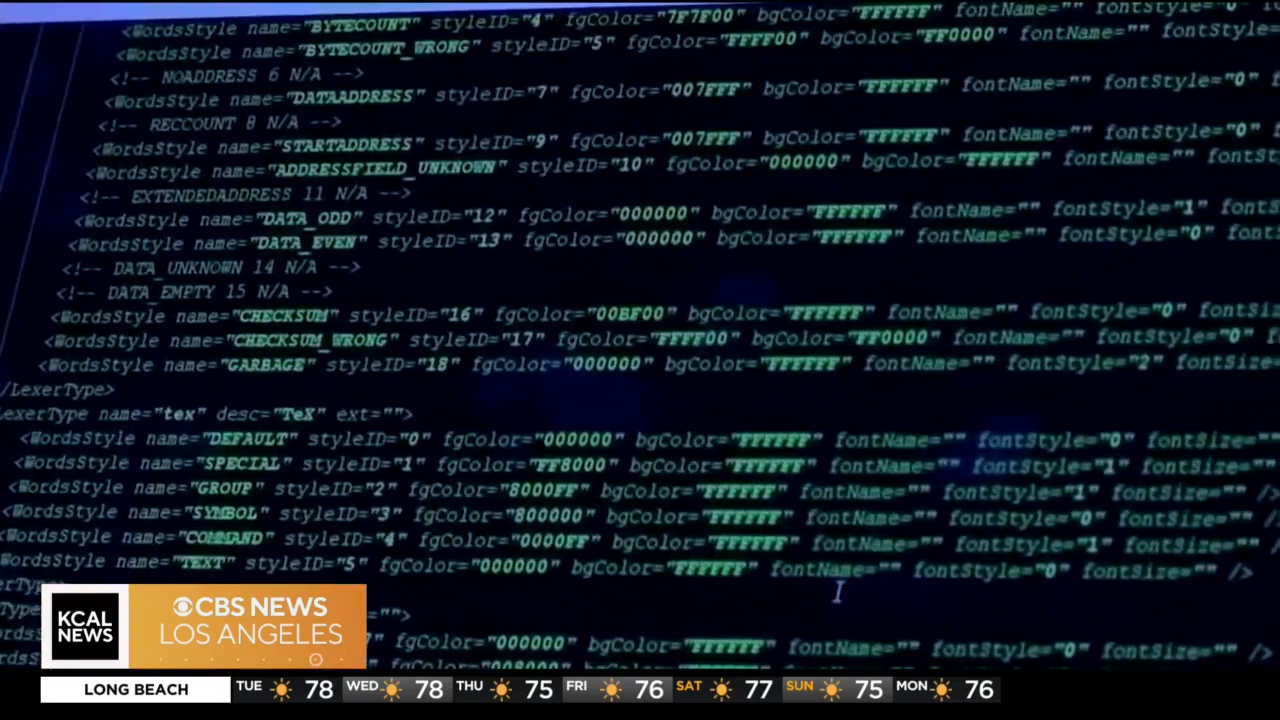 <WordsStyle name="BYTECOUNT" styleID="4" fgColor="7F7F00" bgColor="FFFFFF" fontName="" fontStyle="0"
<WordsStyle name="BYTECOUNT_WRONG" styleID="5" fgColor="FFFF00" bgColor="FF0000" fontName="" fontStyle=
<!-- NOADDRESS 6 N/A -->
<WordsStyle name="DATAADDRESS" styleID="7" fgColor="007FFF" bgColor="FFFFFF" fontName="" fontStyle="0"
<!-- RECCOUNT 8 N/A -->
<WordsStyle name="STARTADDRESS" styleID="9" fgColor="007FFF" bgColor="FFFFFF" fontName="" fontStyle="0"
<WordsStyle name="ADDRESSFIELD_UNKNOWN" styleID="10" fgColor="000000" bgColor="FFFFFF" fontName="" fontSt
<!-- EXTENDEDADDRESS 11 N/A -->
<WordsStyle name="DATA_ODD" styleID="12" fgColor="000000" bgColor="FFFFFF" fontName="" fontStyle="1" fontS
<WordsStyle name="DATA_EVEN" styleID="13" fgColor="000000" bgColor="FFFFFF" fontName="" fontStyle="0" font
<!-- DATA_UNKNOWN 14 N/A -->
<!-- DATA_EMPTY 15 N/A -->
<WordsStyle name="CHECKSUM" styleID="16" fgColor="00BF00" bgColor="FFFFFF" fontName="" fontStyle="0" fontSiz
<WordsStyle name="CHECKSUM_WRONG" styleID="17" fgColor="FFFF00" bgColor="FF0000" fontName="" fontStyle="0" f
<WordsStyle name="GARBAGE" styleID="18" fgColor="000000" bgColor="FFFFFF" fontName="" fontStyle="2" fontSize=
/LexerType>
LexerType name="tex" desc="TeX" ext="">
<WordsStyle name="DEFAULT" styleID="0" fgColor="000000" bgColor="FFFFFF" fontName="" fontStyle="0" fontSize=""
<WordsStyle name="SPECIAL" styleID="1" fgColor="FF8000" bgColor="FFFFFF" fontName="" fontStyle="1" fontSize=""
<WordsStyle name="GROUP" styleID="2" fgColor="8000FF" bgColor="FFFFFF" fontName="" fontStyle="1" fontSize="" />
<WordsStyle name="SYMBOL" styleID="3" fgColor="800000" bgColor="FFFFFF" fontName="" fontStyle="0" fontSize="" /
<WordsStyle name="COMMAND" styleID="4" fgColor="0000FF" bgColor="FFFFFF" fontName="" fontStyle="1" fontSize="" /
WordsStyle name="TEXT" styleID="5" fgColor="000000" bgColor="FFFFFF" fontName="" fontStyle="0" fontSize="" />
erType>
Type ="">
ords " fgColor="000000" bgColor="FFFFFF" fontName="" fontStyle="0" fontSize="" />
rdsS fgColor="008000"
KCAL NEWS
CBS NEWS
LOS ANGELES
LONG BEACH TUE 78 WED 78 THU 75 FRI 76 SAT 77 SUN 75 MON 76